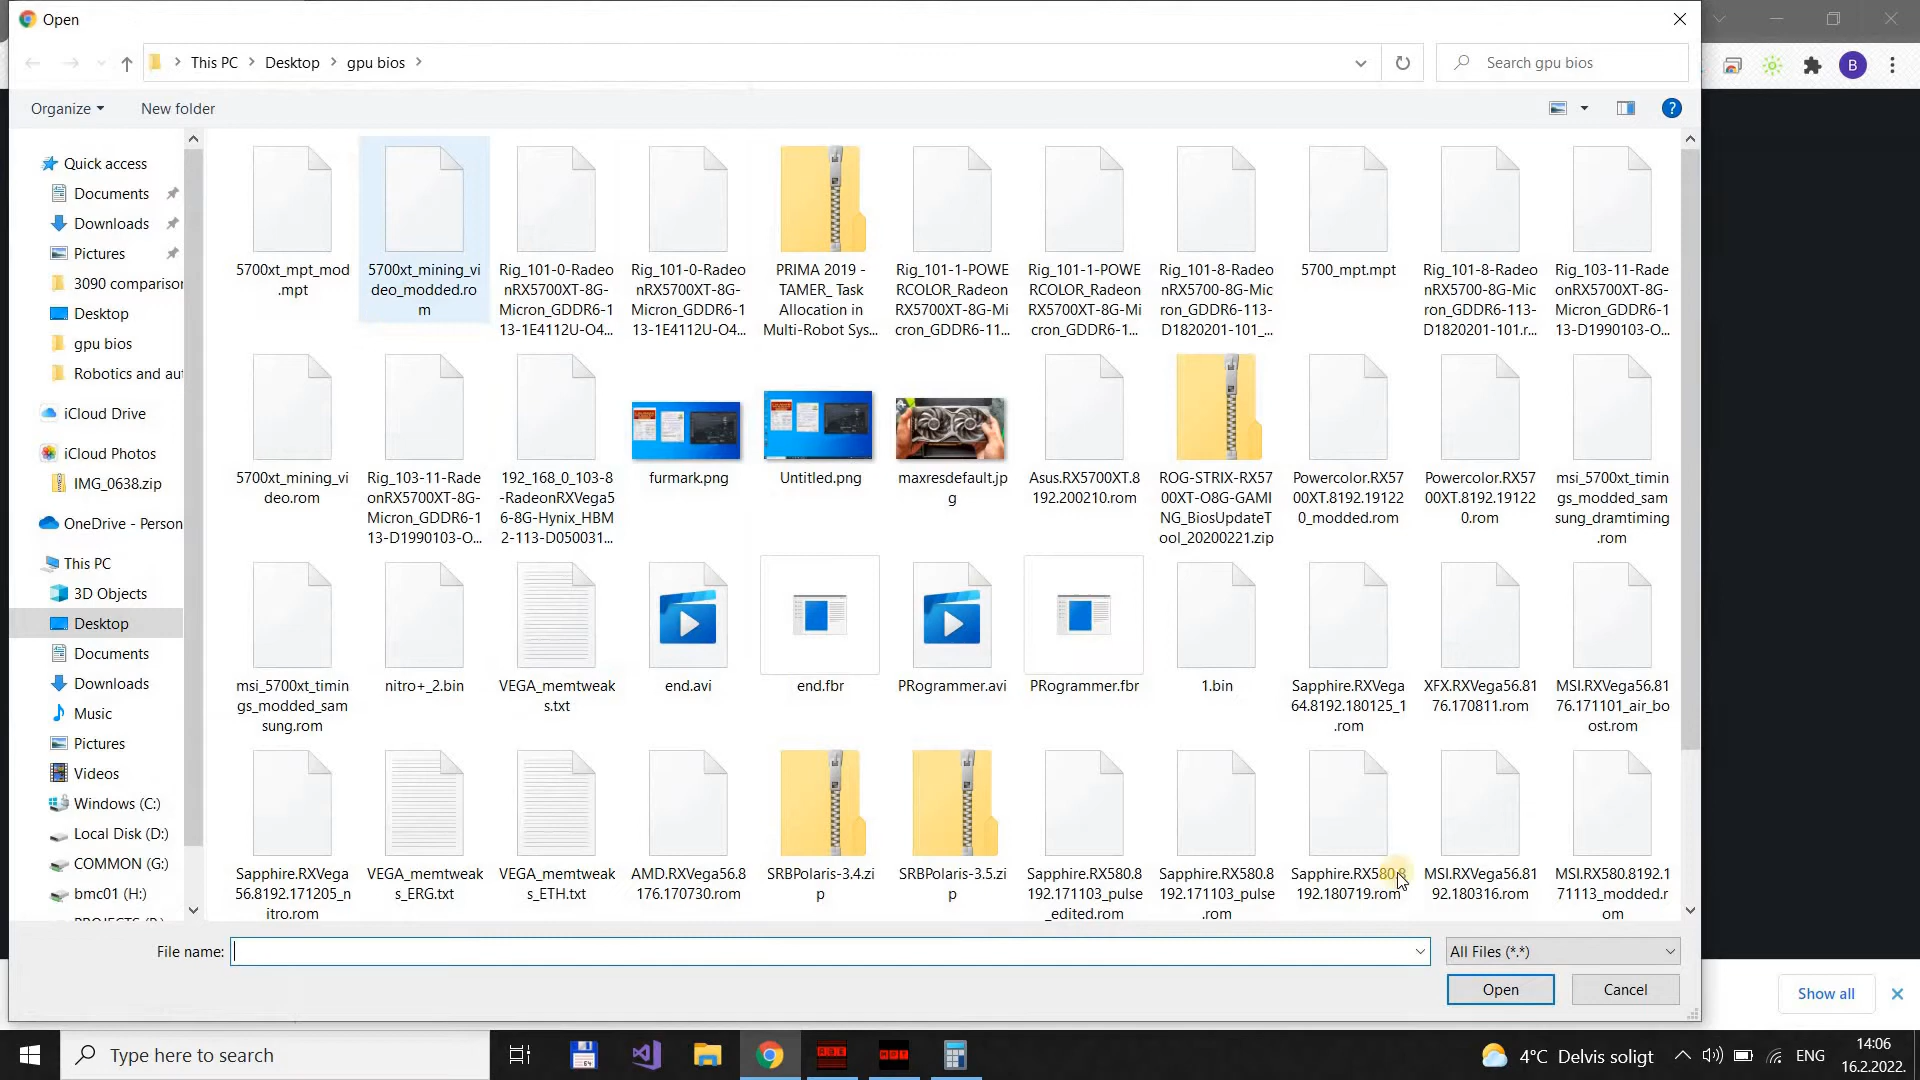 Open
This PC
Desktop
gpu bios
Search gpu bios
B
Organize
New folder
Quick access
Documents
Downloads
Pictures
3090 comparisor
Desktop
gpu bios
Robotics and aut
iCloud Drive
iCloud Photos
IMG_0638.zip
OneDrive - Person
This PC
3D Objects
Desktop
Documents
Downloads
Music
Pictures
Videos
Windows (C:)
Local Disk (D:)
COMMON (G:)
bmc01 (H:)
5700xt_mpt_mod
.mpt
5700xt_mining_vi
deo_modded.ro
m
Rig_101-0-Radeo
nRX5700XT-8G-
Micron_GDDR6-1
13-1E4112U-O4...
Rig_101-0-Radeo
nRX5700XT-8G-
Micron_GDDR6-1
13-1E4112U-O4...
PRIMA 2019 -
TAMER_ Task
Allocation in
Multi-Robot Sys...
Rig_101-1-POWE
RCOLOR_Radeon
RX5700XT-8G-Mi
cron_GDDR6-11...
Rig_101-1-POWE
RCOLOR_Radeon
RX5700XT-8G-Mi
cron_GDDR6-1...
Rig_101-8-Radeo
nRX5700-8G-Mic
ron_GDDR6-113-
D1820201-101_...
5700_mpt.mpt
Rig_101-8-Radeo
nRX5700-8G-Mic
ron_GDDR6-113-
D1820201-101.r...
Rig_103-11-Rade
onRX5700XT-8G-
Micron_GDDR6-1
13-D1990103-O...
5700xt_mining_vi
deo.rom
Rig_103-11-Rade
onRX5700XT-8G-
Micron_GDDR6-1
13-D1990103-O...
192_168_0_103-8
-RadeonRXVega5
6-8G-Hynix_HBM
2-113-D050031...
furmark.png
Untitled.png
maxresdefault.jp
g
Asus.RX5700XT.8
192.200210.rom
ROG-STRIX-RX57
00XT-O8G-GAMI
NG_BiosUpdateT
ool_20200221.zip
Powercolor.RX57
00XT.8192.19122
0_modded.rom
Powercolor.RX57
00XT.8192.19122
0.rom
msi_5700xt_timin
gs_modded_sam
sung_dramtiming
.rom
msi_5700xt_timin
gs_modded_sam
sung.rom
nitro+_2.bin
VEGA_memtweak
s.txt
end.avi
end.fbr
PRogrammer.avi
PRogrammer.fbr
1.bin
Sapphire.RXVega
64.8192.180125_1
.rom
XFX.RXVega56.81
76.170811.rom
MSI.RXVega56.81
76.171101_air_bo
ost.rom
Sapphire.RXVega
56.8192.171205_n
itro.rom
VEGA_memtweak
s_ERG.txt
VEGA_memtweak
s_ETH.txt
AMD.RXVega56.8
176.170730.rom
SRBPolaris-3.4.zi
p
SRBPolaris-3.5.zi
p
Sapphire.RX580.8
192.171103_pulse
_edited.rom
Sapphire.RX580.8
192.171103_pulse
.rom
Sapphire.RX580.8
192.180719.rom
MSI.RXVega56.81
92.180316.rom
MSI.RX580.8192.1
71113_modded.r
om
File name:
All Files (*.*)
Open
Cancel
Show all
Type here to search
64
4°C Delvis soligt
ENG
14:06
16.2.2022.